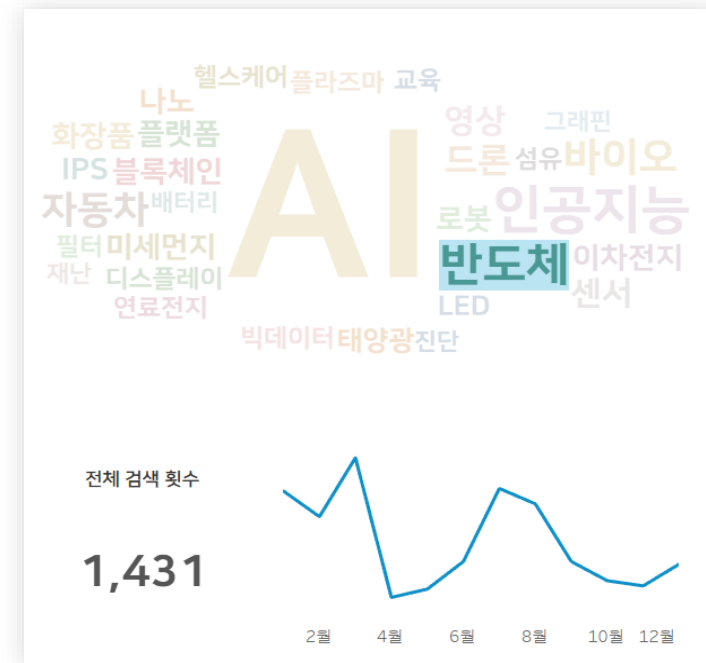 헬스케어 플라즈마 교육
나노
영상 그래핀
화장품 플랫폼
AI
드론 섬유 바이오
IPS 블록체인
자동차 배터리
로봇 인공지능
필터 미세먼지
반도체 이차전지
재난 디스플레이
센서
연료전지
LED
빅데이터 태양광 진단
전체 검색 횟수
1,431
2월 4월 6월 8월 10월 12월